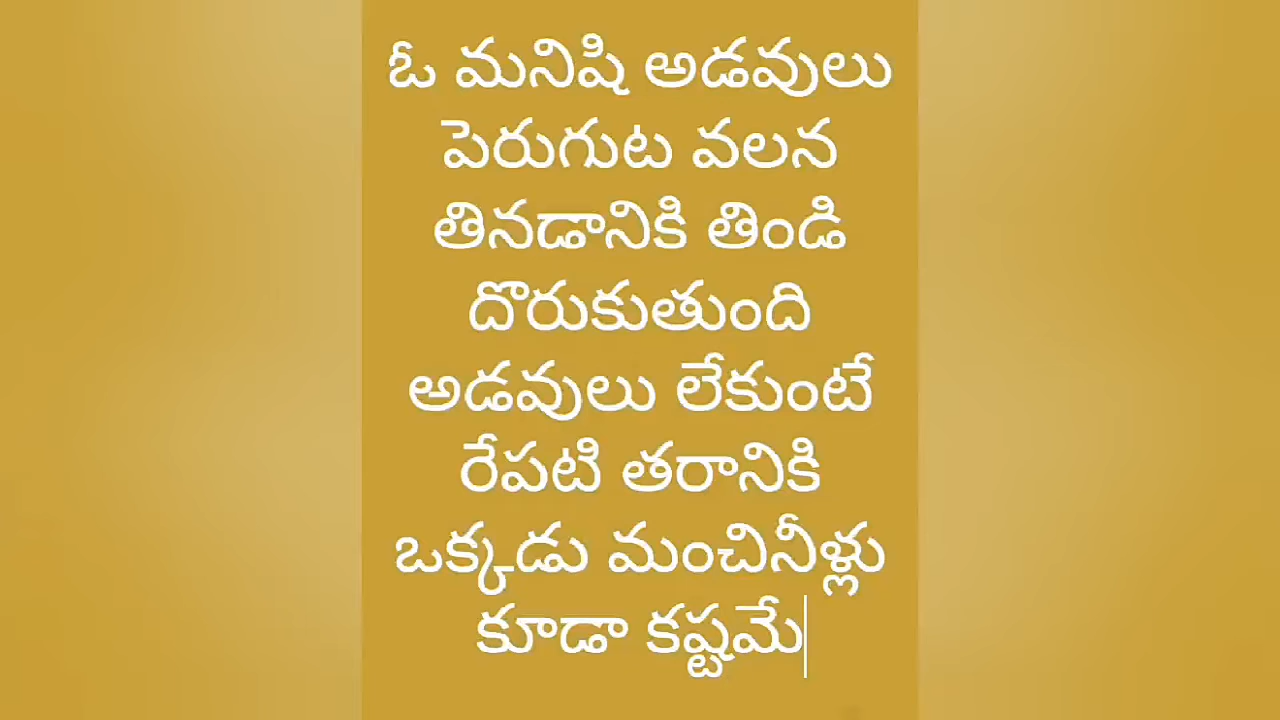 ఓ మనిషి అడవులు
పెరుగుట వలన
తినడానికి తిండి
దొరుకుతుంది
అడవులు లేకుంటే
రేపటి తరానికి
ఒక్కడు మంచినీళ్లు
కూడా కష్టమే